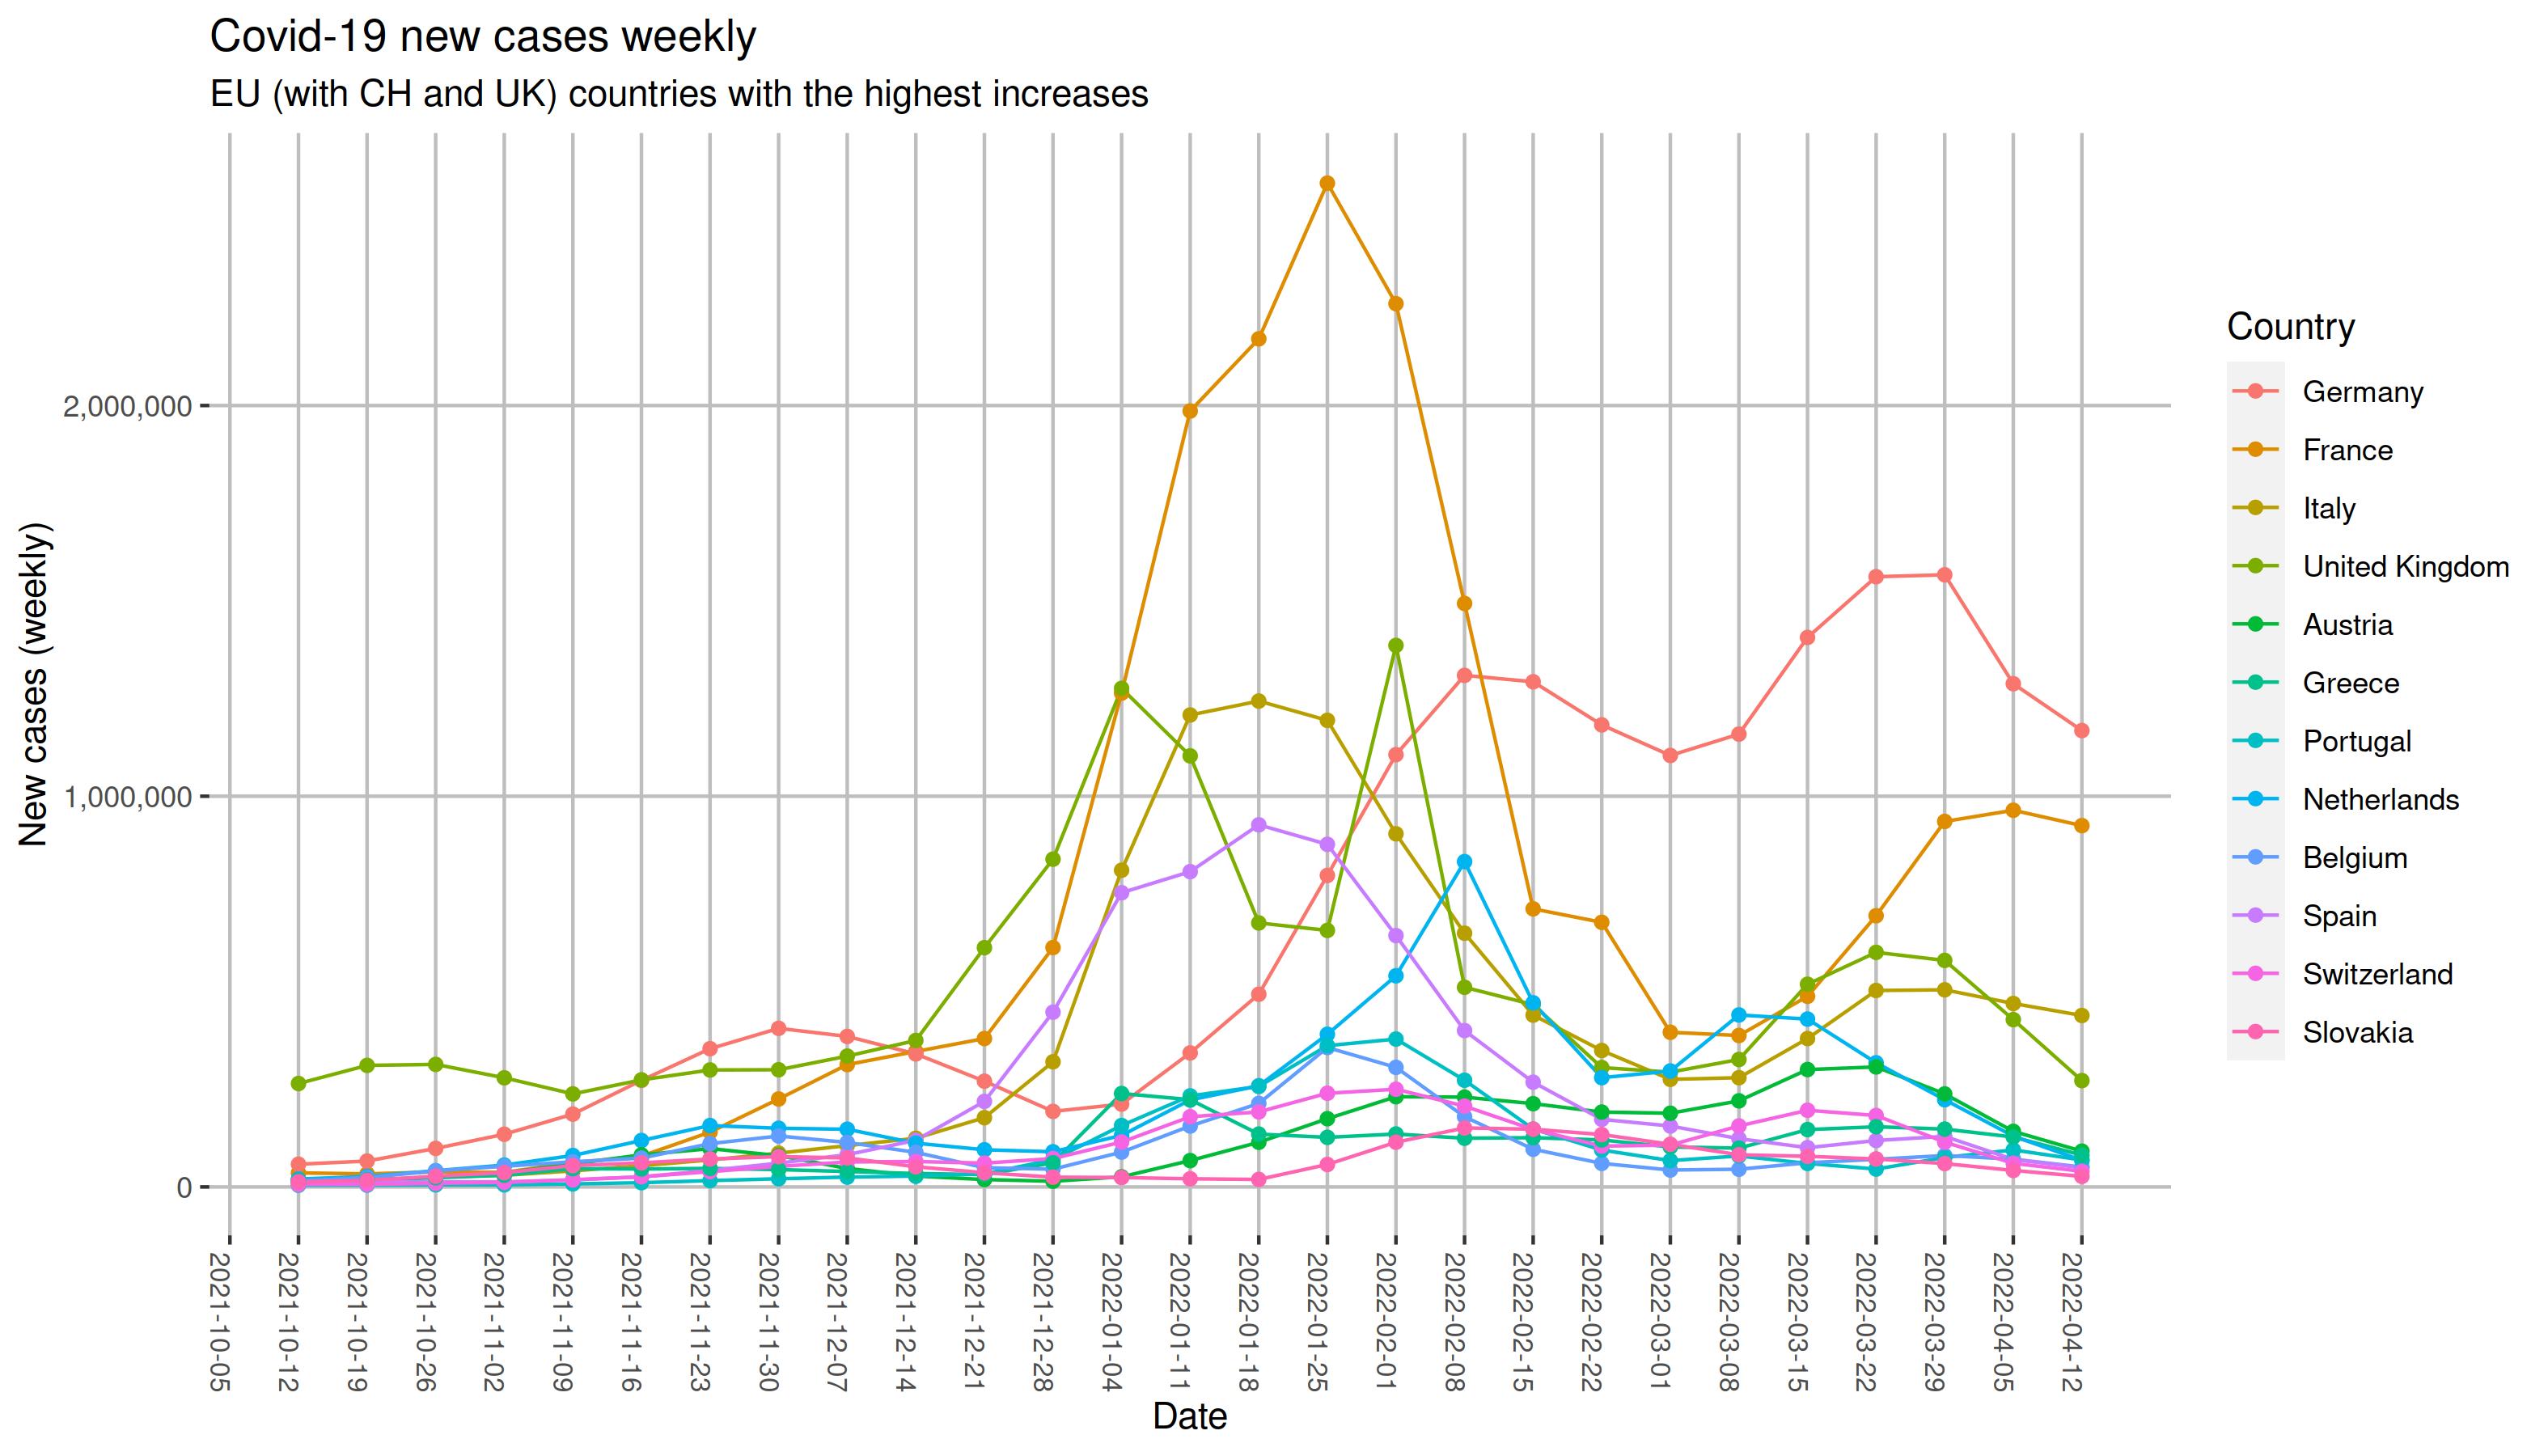 Covid-19 new cases weekly
EU (with CH and UK) countries with the highest increases
New cases (weekly)
2,000,000
1,000,000
0
2021-10-05
2021-10-12
2021-10-19
2021-10-26
2021-11-02
2021-11-09
2021-11-16
2021-11-23
2021-11-30
2021-12-07
2021-12-14
2021-12-21
2021-12-28
2022-01-04
2022-01-11
2022-01-18
2022-01-25
2022-02-01
2022-02-08
2022-02-15
2022-02-22
2022-03-01
2022-03-08
2022-03-15
2022-03-22
2022-03-29
2022-04-05
2022-04-12
Date
Country
Germany
France
Italy
United Kingdom
Austria
Greece
Portugal
Netherlands
Belgium
Spain
Switzerland
Slovakia